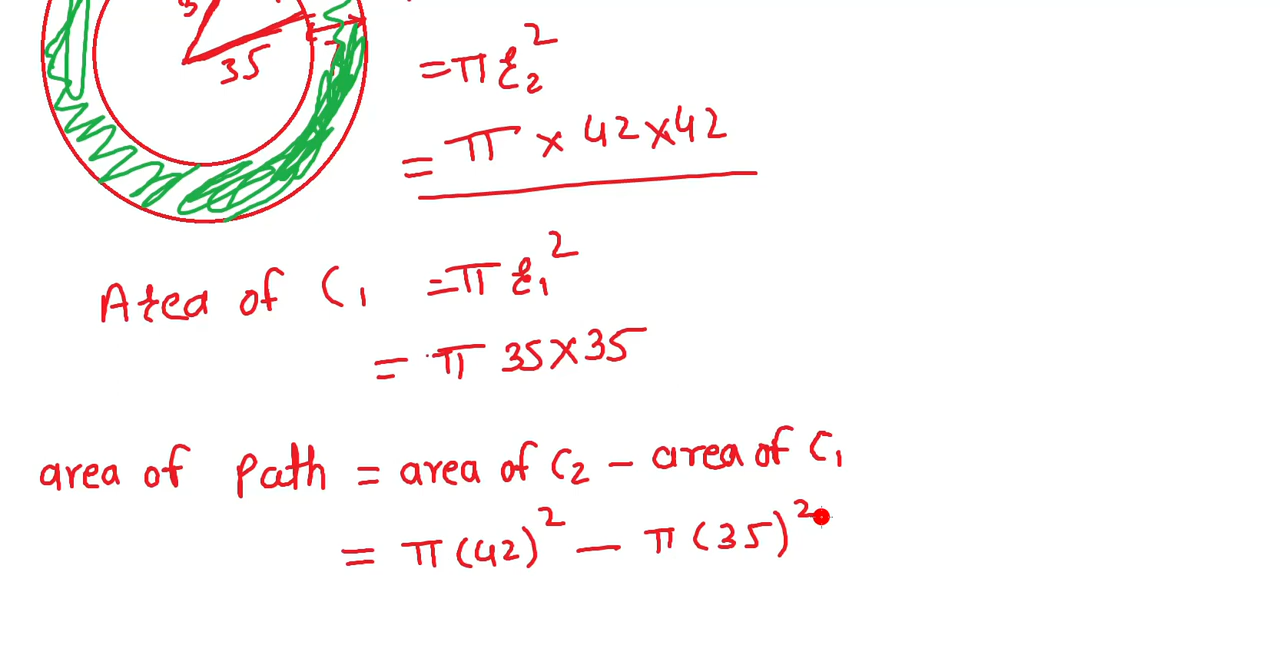 35
= π r₂²
= π × 42 × 42
Area of C₁ = π r₁²
= π 35 × 35
area of Path = area of C₂ − area of C₁
= π (42)² − π (35)²